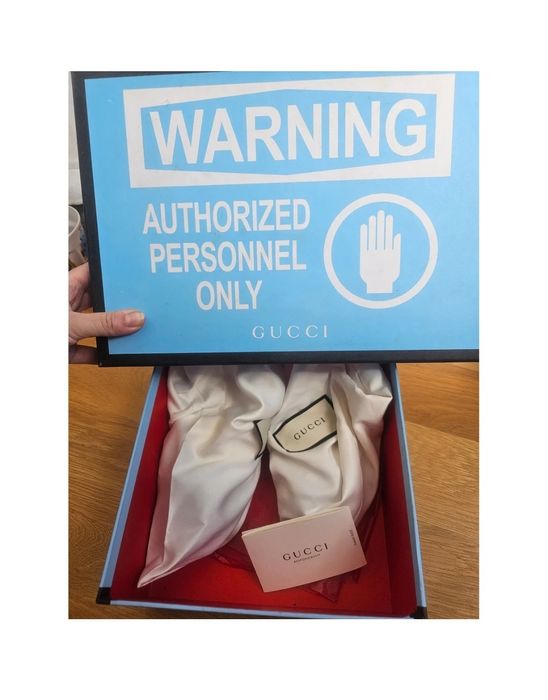 WARNING
AUTHORIZED
PERSONNEL
ONLY
GUCCI
GUCCI
GUCCI